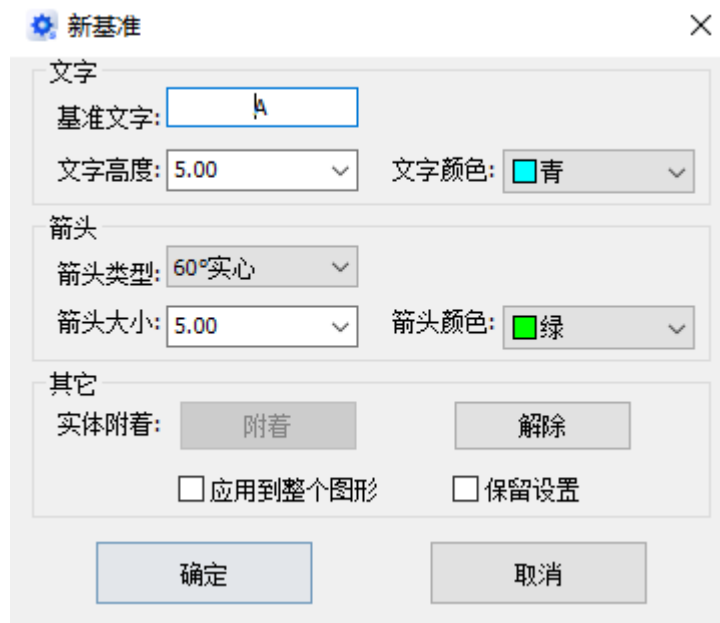 新基准
文字
基准文字: A
文字高度: 5.00 文字颜色: 青
箭头
箭头类型: 60°实心
箭头大小: 5.00 箭头颜色: 绿
其它
实体附着: 附着 解除
应用到整个图形 保留设置
确定 取消